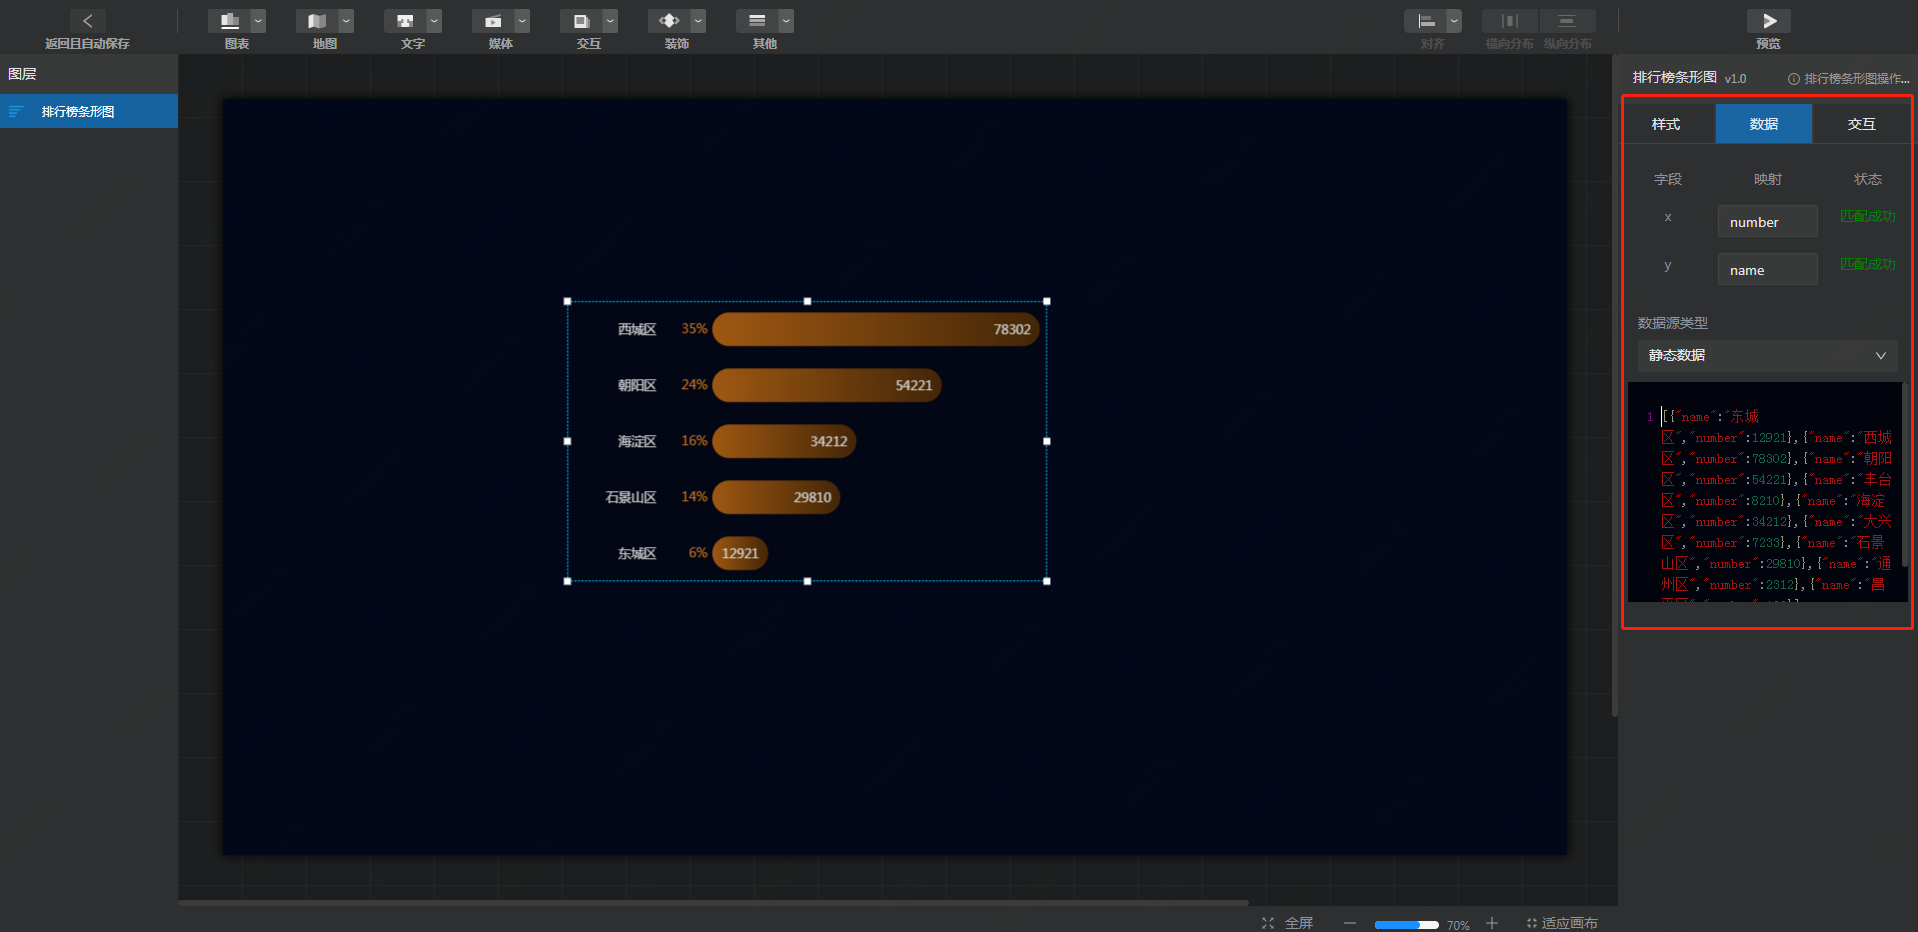 返回且自动保存
图表
地图
文字
媒体
交互
装饰
其他
对齐
横向分布
纵向分布
预览
图层
排行榜条形图
西城区 35% 78302
朝阳区 24% 54221
海淀区 16% 34212
石景山区 14% 29810
东城区 6% 12921
排行榜条形图 v1.0 排行榜条形图操作...
样式 数据 交互
字段 映射 状态
x number 匹配成功
y name 匹配成功
数据源类型
静态数据
1 [{"name":"东城
区","number":12921},{"name":"西城
区","number":78302},{"name":"朝阳
区","number":54221},{"name":"丰台
区","number":8210},{"name":"海淀
区","number":34212},{"name":"大兴
区","number":7233},{"name":"石景
山区","number":29810},{"name":"通
州区","number":2312},{"name":"昌
全屏 70% 适应画布